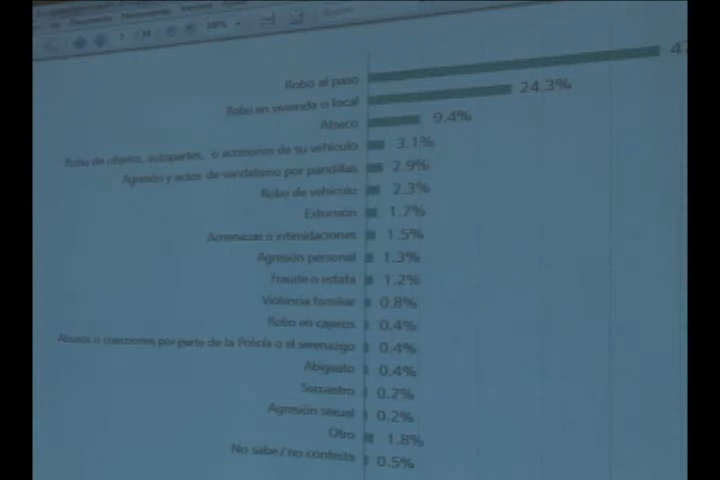 Robo al paso 47
Robo en vivienda o local 24.3%
Atraco 9.4%
Robo de objetos, autopartes, o accesorios de su vehículo 3.1%
Agresión y actos de vandalismo por pandillas 2.9%
Robo de vehículo 2.3%
Extorsión 1.7%
Amenazas o intimidaciones 1.5%
Agresión personal 1.3%
Fraude o estafa 1.2%
Violencia familiar 0.8%
Robo en cajeros 0.4%
Abusos o coacciones por parte de la Policía o el serenazgo 0.4%
Abigeato 0.4%
Secuestro 0.2%
Agresión sexual 0.2%
Otro 1.8%
No sabe / no contesta 0.5%